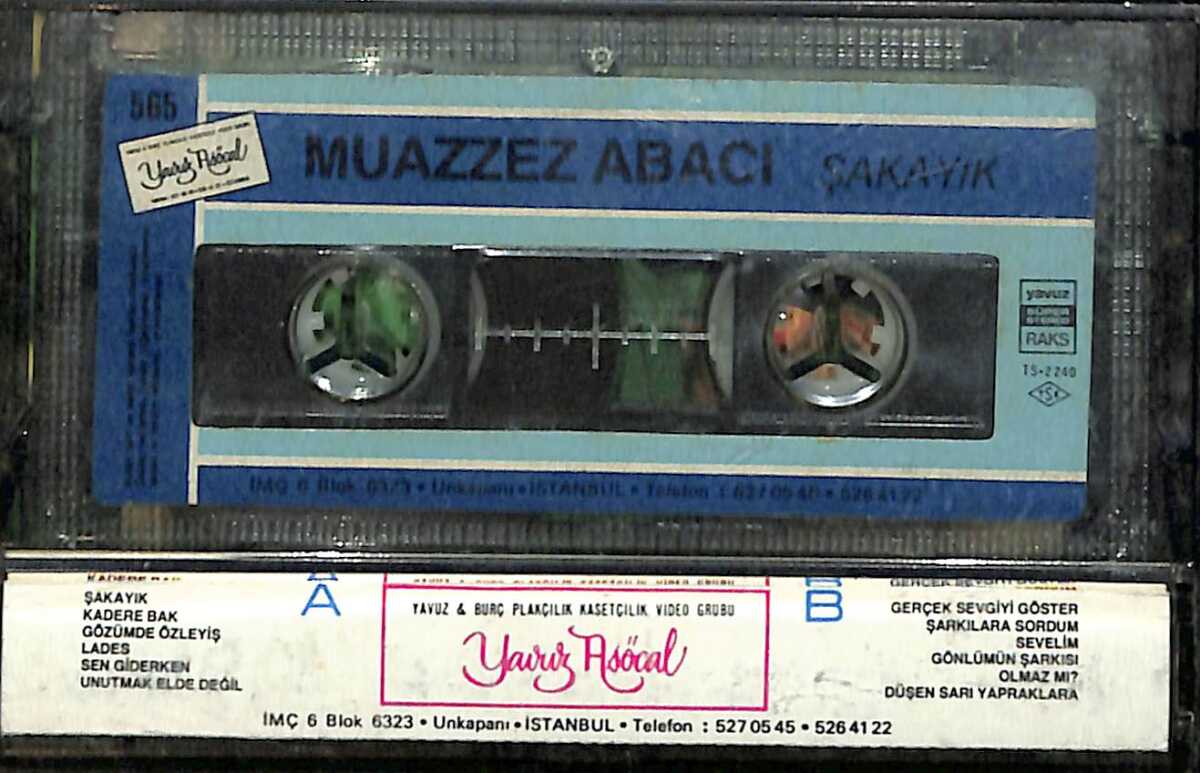 565
Yavuz Asöcal
MUAZZEZ ABACI ŞAKAYIK
yavuz
SÜPER
STEREO
RAKS
TS-2240
TSE
İMÇ 6 Blok 6323 • Unkapanı • İSTANBUL • Telefon : 527 05 45 • 526 41 22
A
ŞAKAYIK
KADERE BAK
GÖZÜMDE ÖZLEYİŞ
LADES
SEN GİDERKEN
UNUTMAK ELDE DEĞİL
YAVUZ & BURÇ PLAKÇILIK KASETÇİLİK VİDEO GRUBU
Yavuz Asöcal
B
GERÇEK SEVGİYİ GÖSTER
ŞARKILARA SORDUM
SEVELİM
GÖNLÜMÜN ŞARKISI
OLMAZ MI?
DÜŞEN SARI YAPRAKLARA
İMÇ 6 Blok 6323 • Unkapanı • İSTANBUL • Telefon : 527 05 45 • 526 41 22